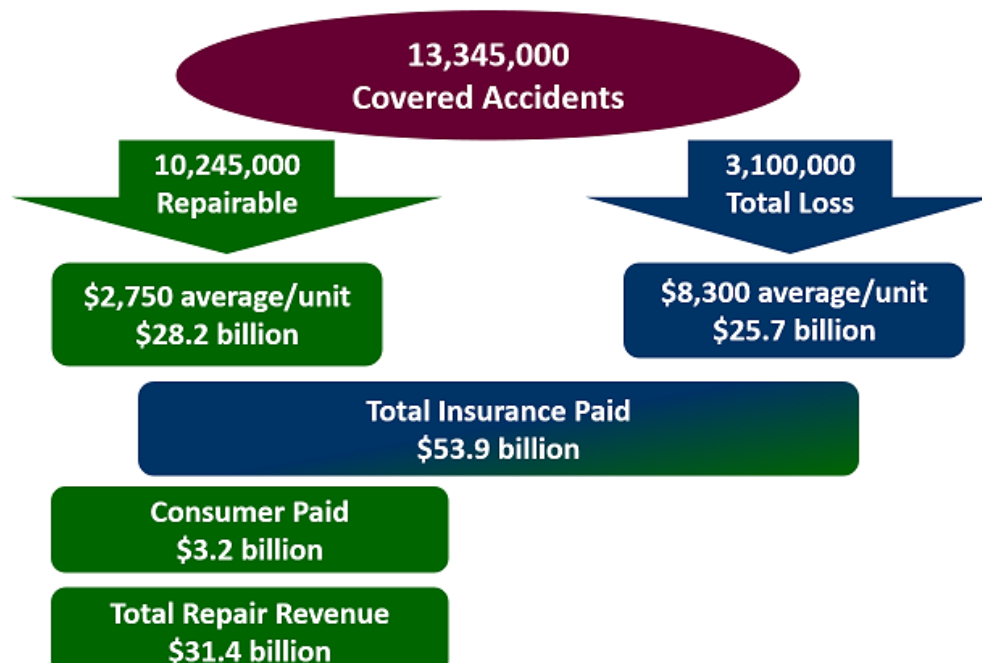 13,345,000
Covered Accidents
10,245,000
Repairable
3,100,000
Total Loss
$2,750 average/unit
$28.2 billion
$8,300 average/unit
$25.7 billion
Total Insurance Paid
$53.9 billion
Consumer Paid
$3.2 billion
Total Repair Revenue
$31.4 billion